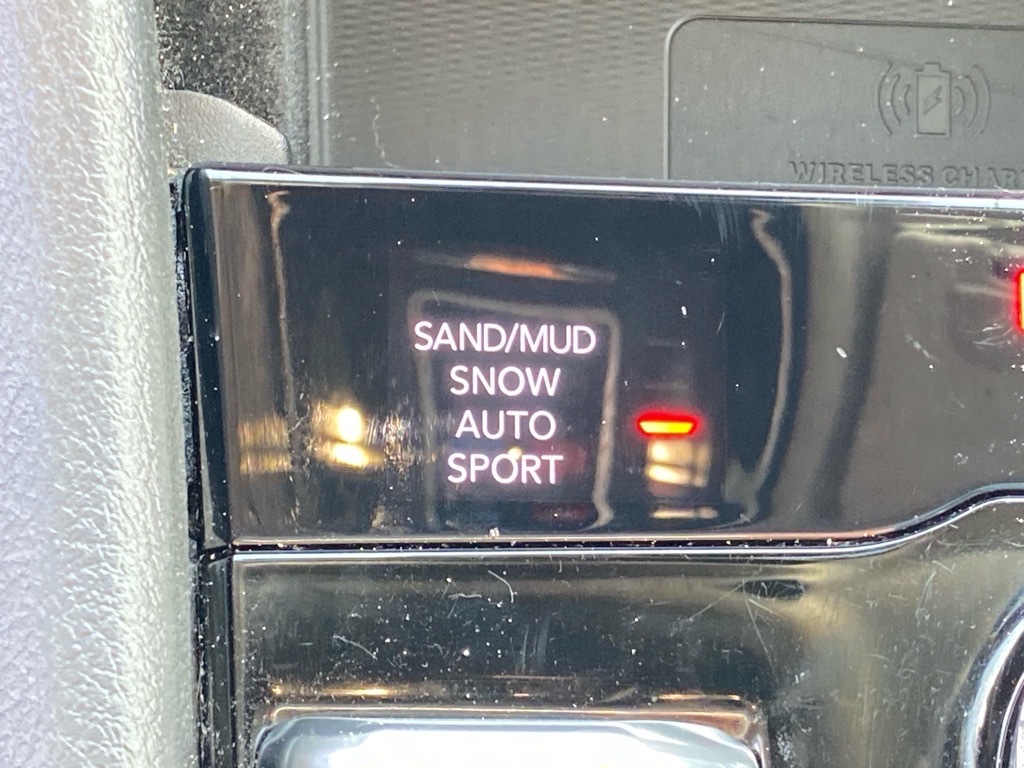 WIRELESS CHAR
SAND/MUD
SNOW
AUTO
SPORT